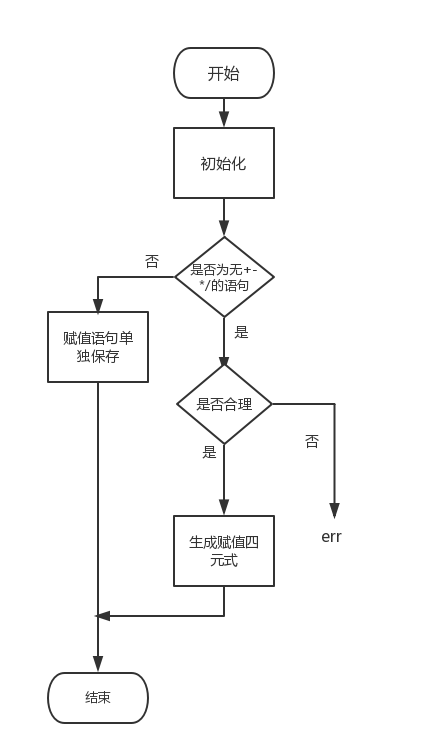 开始
初始化
否
是否为无+-
*/的语句
是
赋值语句单
独保存
是否合理
否
是
err
生成赋值四
元式
结束